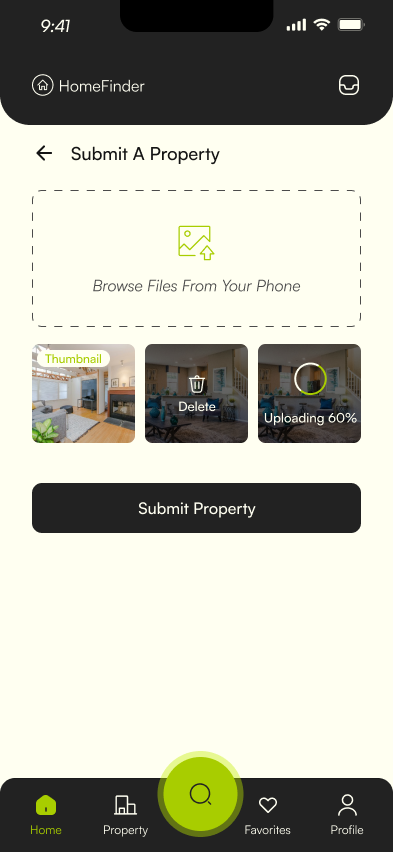 9:41
HomeFinder
Submit A Property
Browse Files From Your Phone
Thumbnail
Delete
Uploading 60%
Submit Property
Home
Property
Favorites
Profile